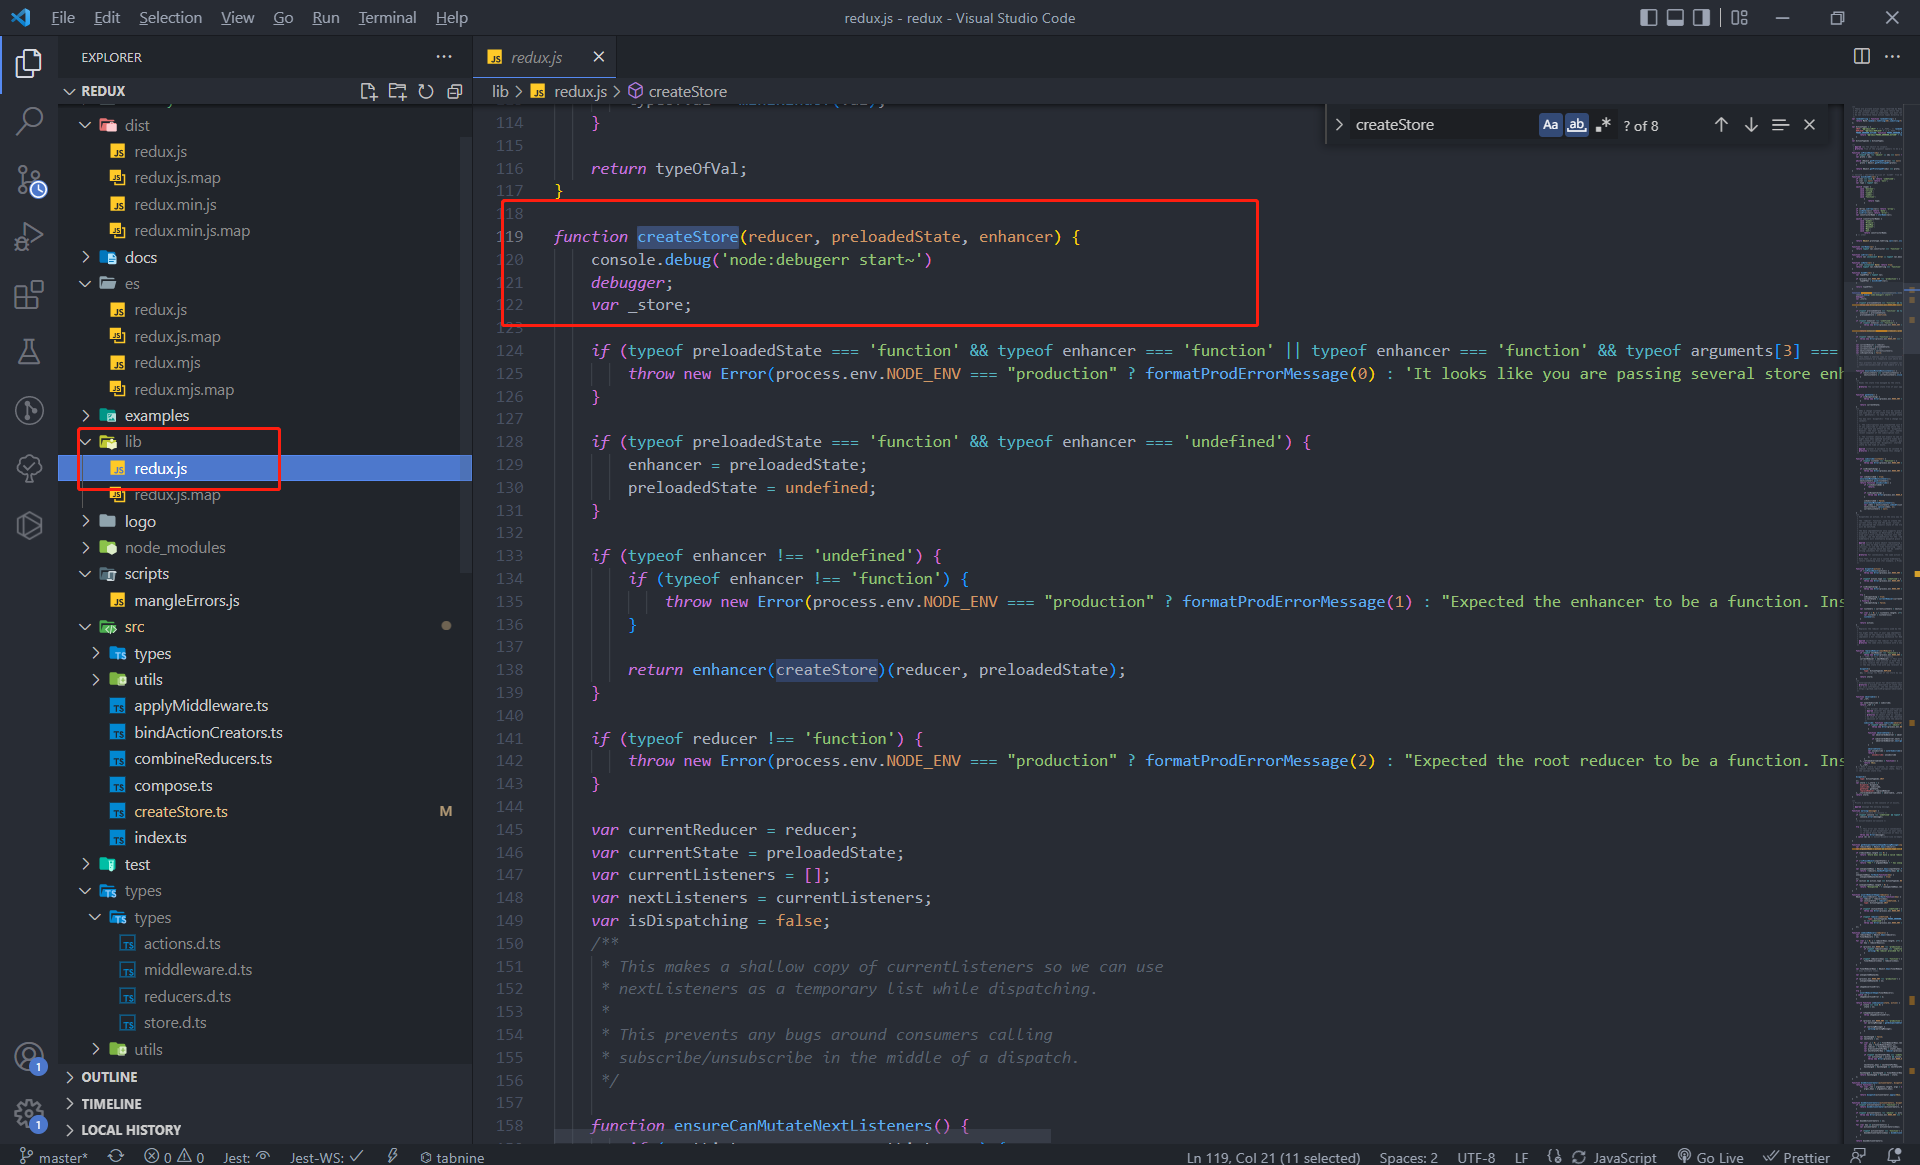 File Edit Selection View Go Run Terminal Help
redux.js - redux - Visual Studio Code
EXPLORER
REDUX
dist
redux.js
redux.js.map
redux.min.js
redux.min.js.map
docs
es
redux.js
redux.js.map
redux.mjs
redux.mjs.map
examples
lib
redux.js
redux.js.map
logo
node_modules
scripts
mangleErrors.js
src
types
utils
applyMiddleware.ts
bindActionCreators.ts
combineReducers.ts
compose.ts
createStore.ts M
index.ts
test
types
types
actions.d.ts
middleware.d.ts
reducers.d.ts
store.d.ts
utils
OUTLINE
TIMELINE
LOCAL HISTORY
redux.js
lib > redux.js > createStore
createStore Aa ab ? of 8
114 }
115
116 return typeOfVal;
117 }
118
119 function createStore(reducer, preloadedState, enhancer) {
120 console.debug('node:debugerr start~')
121 debugger;
122 var _store;
123
124 if (typeof preloadedState === 'function' && typeof enhancer === 'function' || typeof enhancer === 'function' && typeof arguments[3] ===
125 throw new Error(process.env.NODE_ENV === "production" ? formatProdErrorMessage(0) : 'It looks like you are passing several store enh
126 }
127
128 if (typeof preloadedState === 'function' && typeof enhancer === 'undefined') {
129 enhancer = preloadedState;
130 preloadedState = undefined;
131 }
132
133 if (typeof enhancer !== 'undefined') {
134 if (typeof enhancer !== 'function') {
135 throw new Error(process.env.NODE_ENV === "production" ? formatProdErrorMessage(1) : "Expected the enhancer to be a function. Ins
136 }
137
138 return enhancer(createStore)(reducer, preloadedState);
139 }
140
141 if (typeof reducer !== 'function') {
142 throw new Error(process.env.NODE_ENV === "production" ? formatProdErrorMessage(2) : "Expected the root reducer to be a function. Ins
143 }
144
145 var currentReducer = reducer;
146 var currentState = preloadedState;
147 var currentListeners = [];
148 var nextListeners = currentListeners;
149 var isDispatching = false;
150 /**
151 * This makes a shallow copy of currentListeners so we can use
152 * nextListeners as a temporary list while dispatching.
153 *
154 * This prevents any bugs around consumers calling
155 * subscribe/unsubscribe in the middle of a dispatch.
156 */
157
158 function ensureCanMutateNextListeners() {
master* 0 0 Jest: Jest-WS: tabnine Ln 119, Col 21 (11 selected) Spaces: 2 UTF-8 LF JavaScript Go Live Prettier